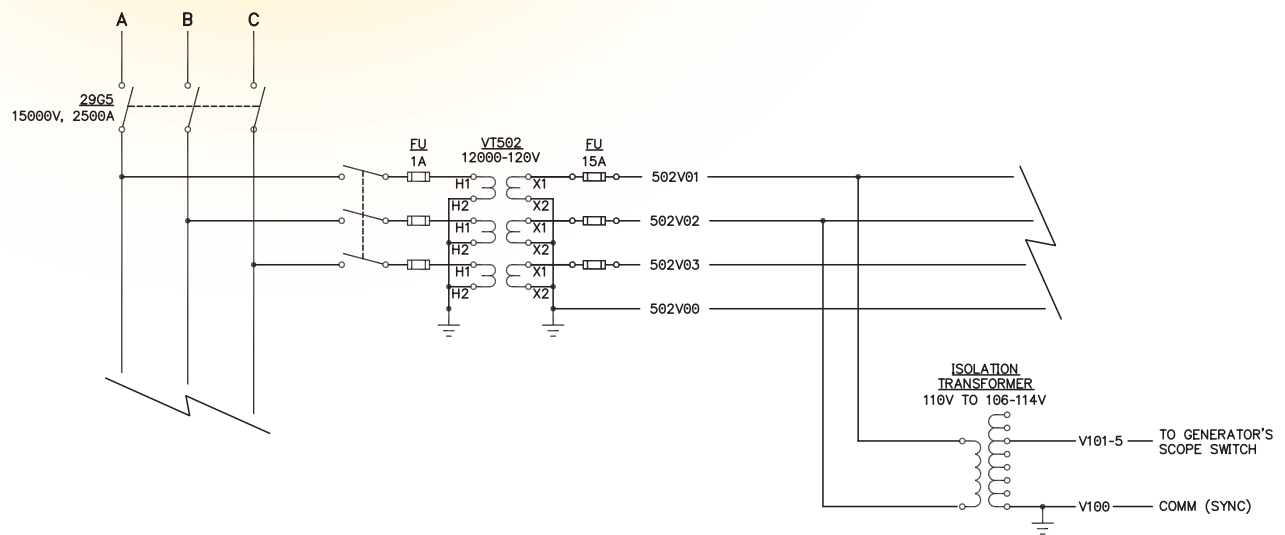 A B C
29G5
15000V, 2500A
FU
1A
VT502
12000-120V
FU
15A
H1 X1
502V01
H2 X2
H1 X1
502V02
H2 X2
H1 X1
502V03
H2 X2
502V00
ISOLATION
TRANSFORMER
110V TO 106-114V
V101-5
TO GENERATOR'S
SCOPE SWITCH
V100
COMM (SYNC)